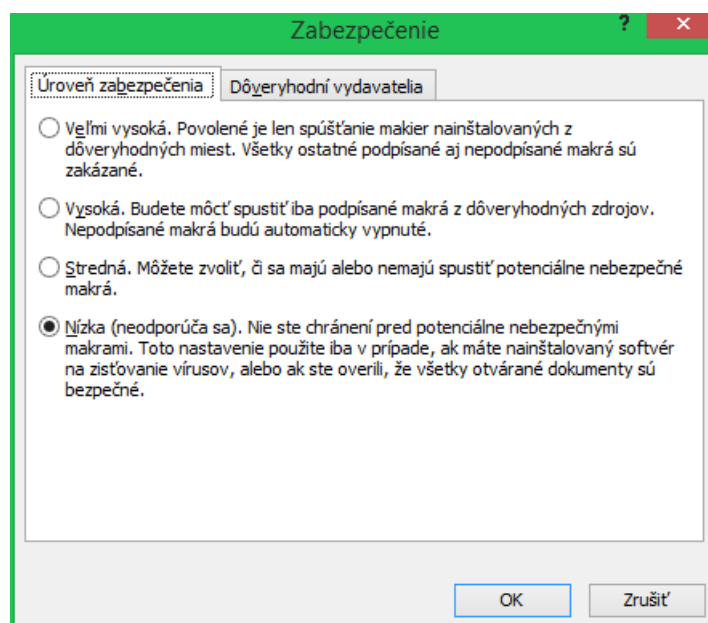 Zabezpečenie
?
×
Úroveň zabezpečenia
Dôveryhodní vydavatelia
Veľmi vysoká. Povolené je len spúšťanie makier nainštalovaných z
dôveryhodných miest. Všetky ostatné podpísané aj nepodpísané makrá sú
zakázané.
Vysoká. Budete môcť spustiť iba podpísané makrá z dôveryhodných zdrojov.
Nepodpísané makrá budú automaticky vypnuté.
Stredná. Môžete zvoliť, či sa majú alebo nemajú spustiť potenciálne nebezpečné
makrá.
Nízka (neodporúča sa). Nie ste chránení pred potenciálne nebezpečnými
makrami. Toto nastavenie použite iba v prípade, ak máte nainštalovaný softvér
na zisťovanie vírusov, alebo ak ste overili, že všetky otvárané dokumenty sú
bezpečné.
OK
Zrušiť